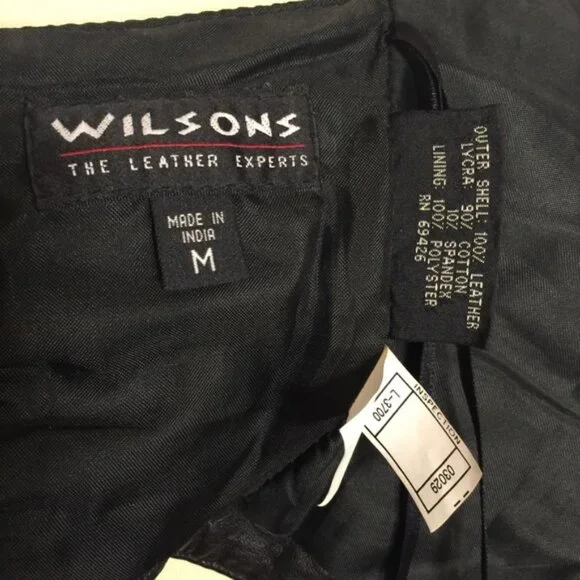 WILSONS
THE LEATHER EXPERTS
MADE IN
INDIA
M
OUTER SHELL: 100% LEATHER
LYCRA: 90% COTTON
10% SPANDEX
LINING: 100% POLYSTER
RN 69426
INSPECTION
L-3700
03029